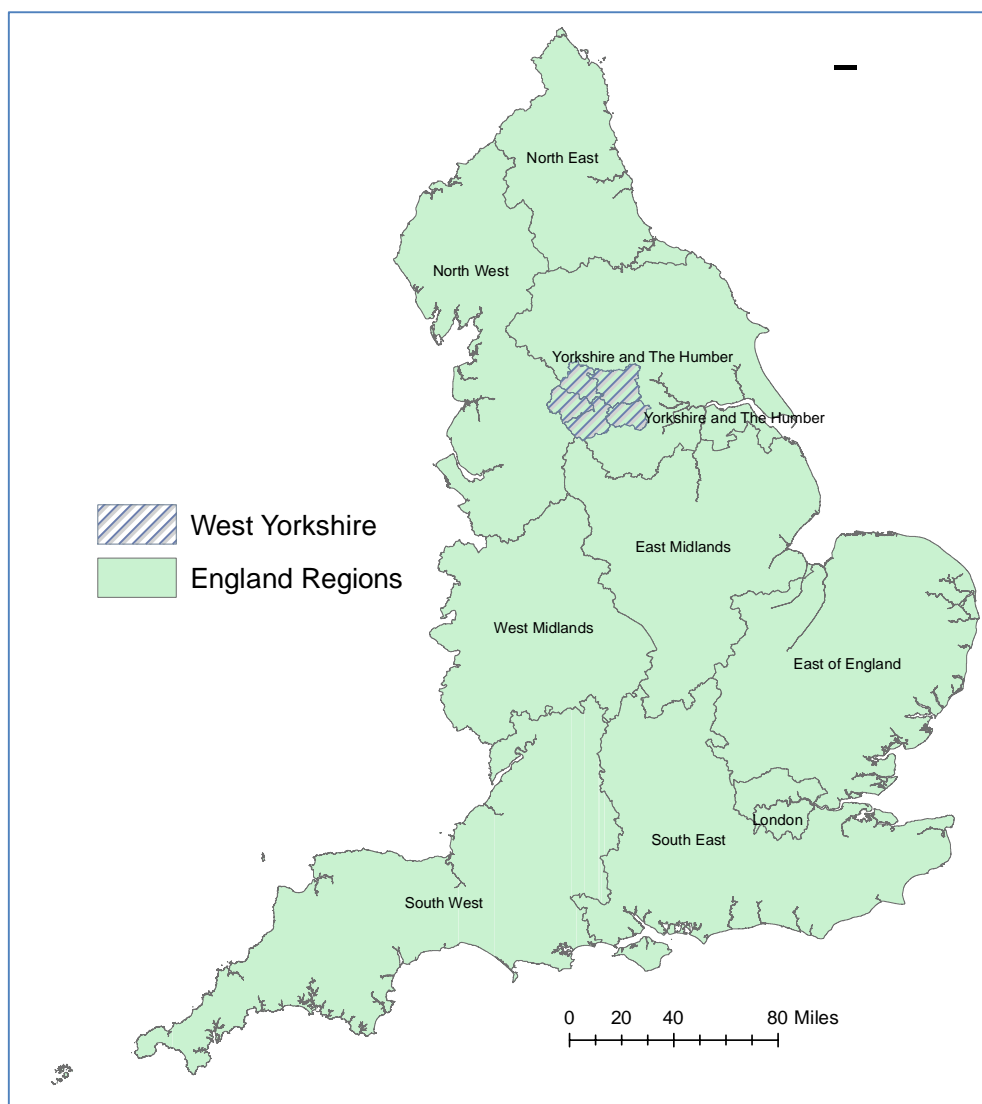 North East
North West
Yorkshire and The Humber
Yorkshire and The Humber
West Yorkshire
England Regions
East Midlands
West Midlands
East of England
London
South East
South West
0 20 40 80 Miles